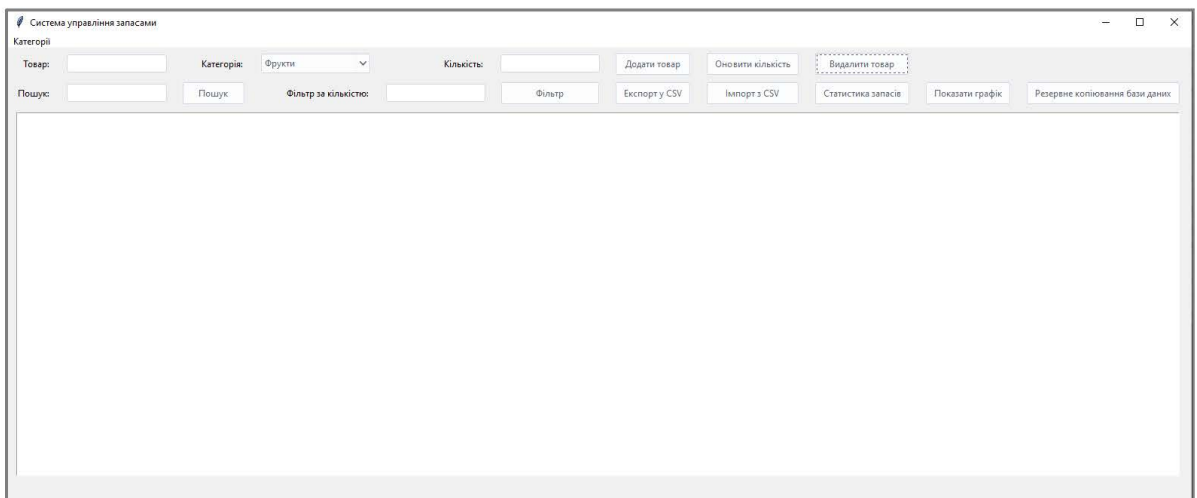 Система управління запасами
Категорії
Товар: Категорія: Фрукти Кількість: Додати товар Оновити кількість Видалити товар
Пошук: Пошук Фільтр за кількістю: Фільтр Експорт у CSV Імпорт з CSV Статистика запасів Показати графік Резервне копіювання бази даних